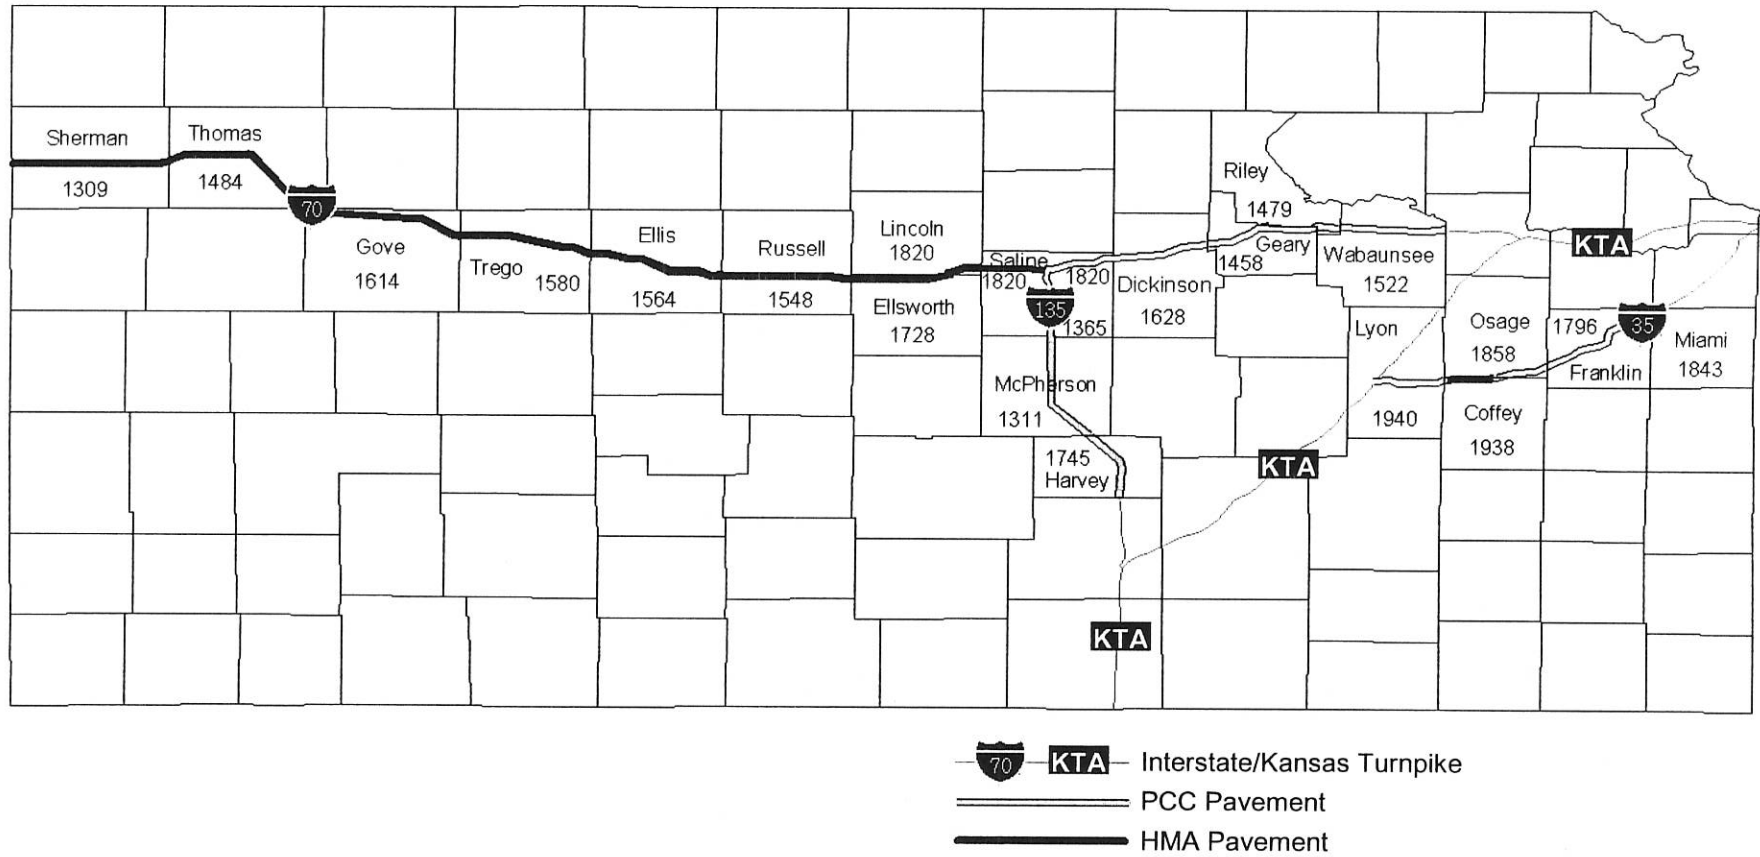 Sherman
1309
Thomas
1484
70
Gove
1614
Trego
1580
Ellis
1564
Russell
1548
Lincoln
1820
Ellsworth
1728
Saline
1820
1820
135
1365
McPherson
1311
1745
Harvey
Dickinson
1628
Riley
1479
Geary
1458
Wabaunsee
1522
Lyon
1940
Osage
1858
Coffey
1938
1796
Franklin
35
Miami
1843
KTA
KTA
KTA
70 KTA Interstate/Kansas Turnpike
PCC Pavement
HMA Pavement